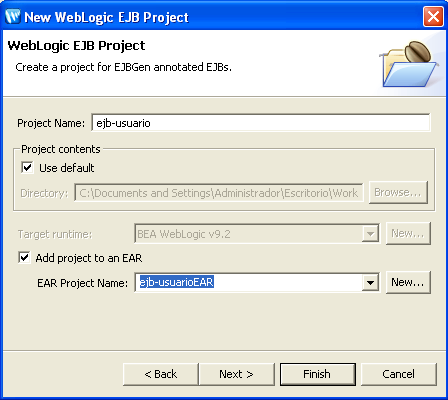 New WebLogic EJB Project
WebLogic EJB Project
Create a project for EJBGen annotated EJBs.
Project Name: ejb-usuario
Project contents
Use default
Directory: C:\Documents and Settings\Administrador\Escritorio\Work Browse...
Target runtime: BEA WebLogic v9.2 New...
Add project to an EAR
EAR Project Name: ejb-usuarioEAR New...
< Back Next > Finish Cancel